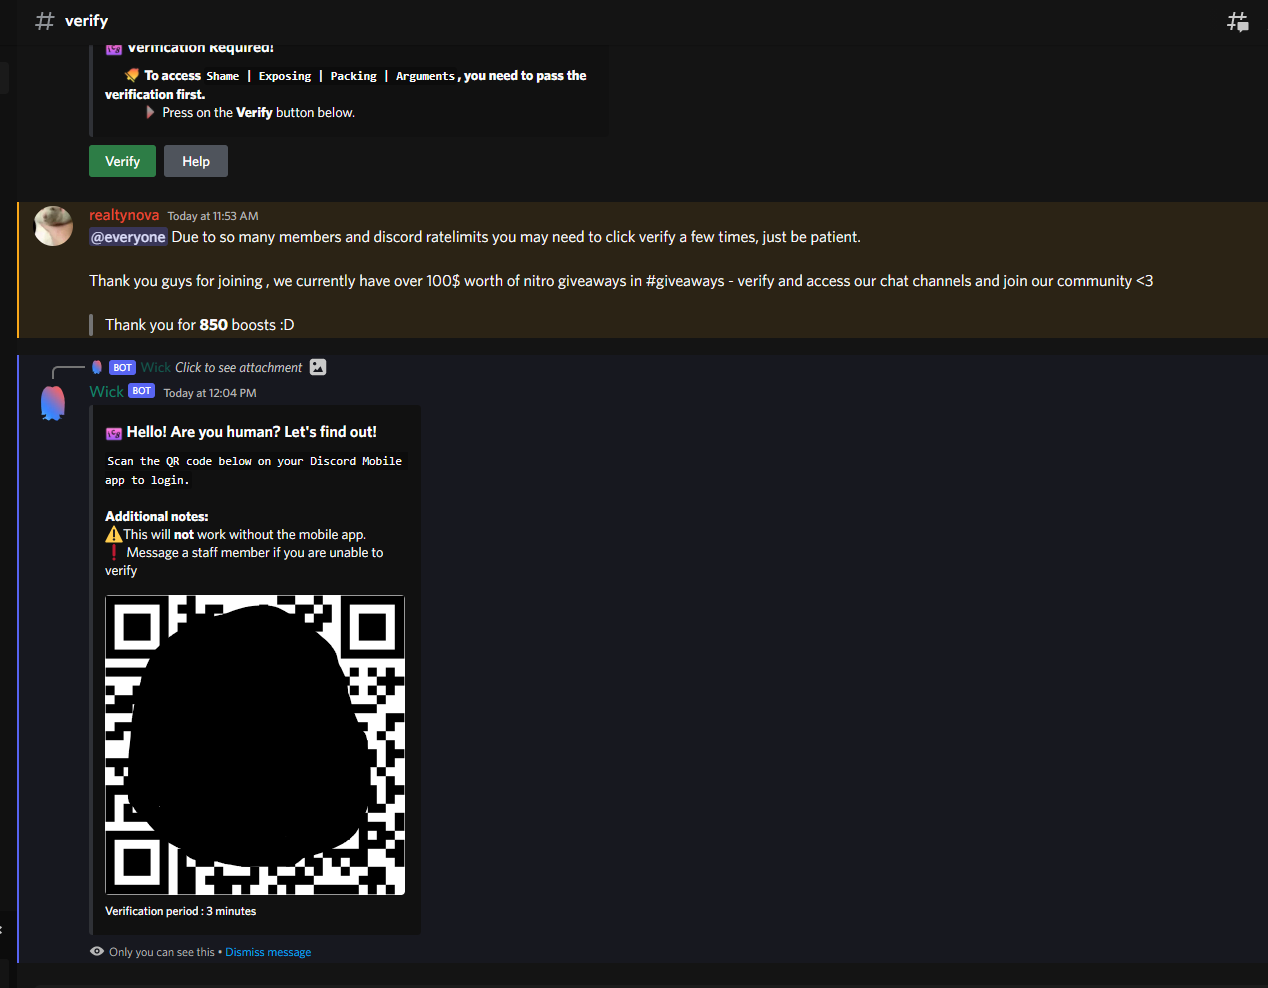 verify
Verification Required!
To access Shame | Exposing | Packing | Arguments, you need to pass the
verification first.
Press on the Verify button below.
Verify
Help
realtynova Today at 11:53 AM
@everyone Due to so many members and discord ratelimits you may need to click verify a few times, just be patient.
Thank you guys for joining , we currently have over 100$ worth of nitro giveaways in #giveaways - verify and access our chat channels and join our community <3
Thank you for 850 boosts :D
BOT Wick Click to see attachment
Wick BOT Today at 12:04 PM
Hello! Are you human? Let's find out!
Scan the QR code below on your Discord Mobile
app to login.
Additional notes:
This will not work without the mobile app.
Message a staff member if you are unable to
verify
Verification period : 3 minutes
Only you can see this • Dismiss message